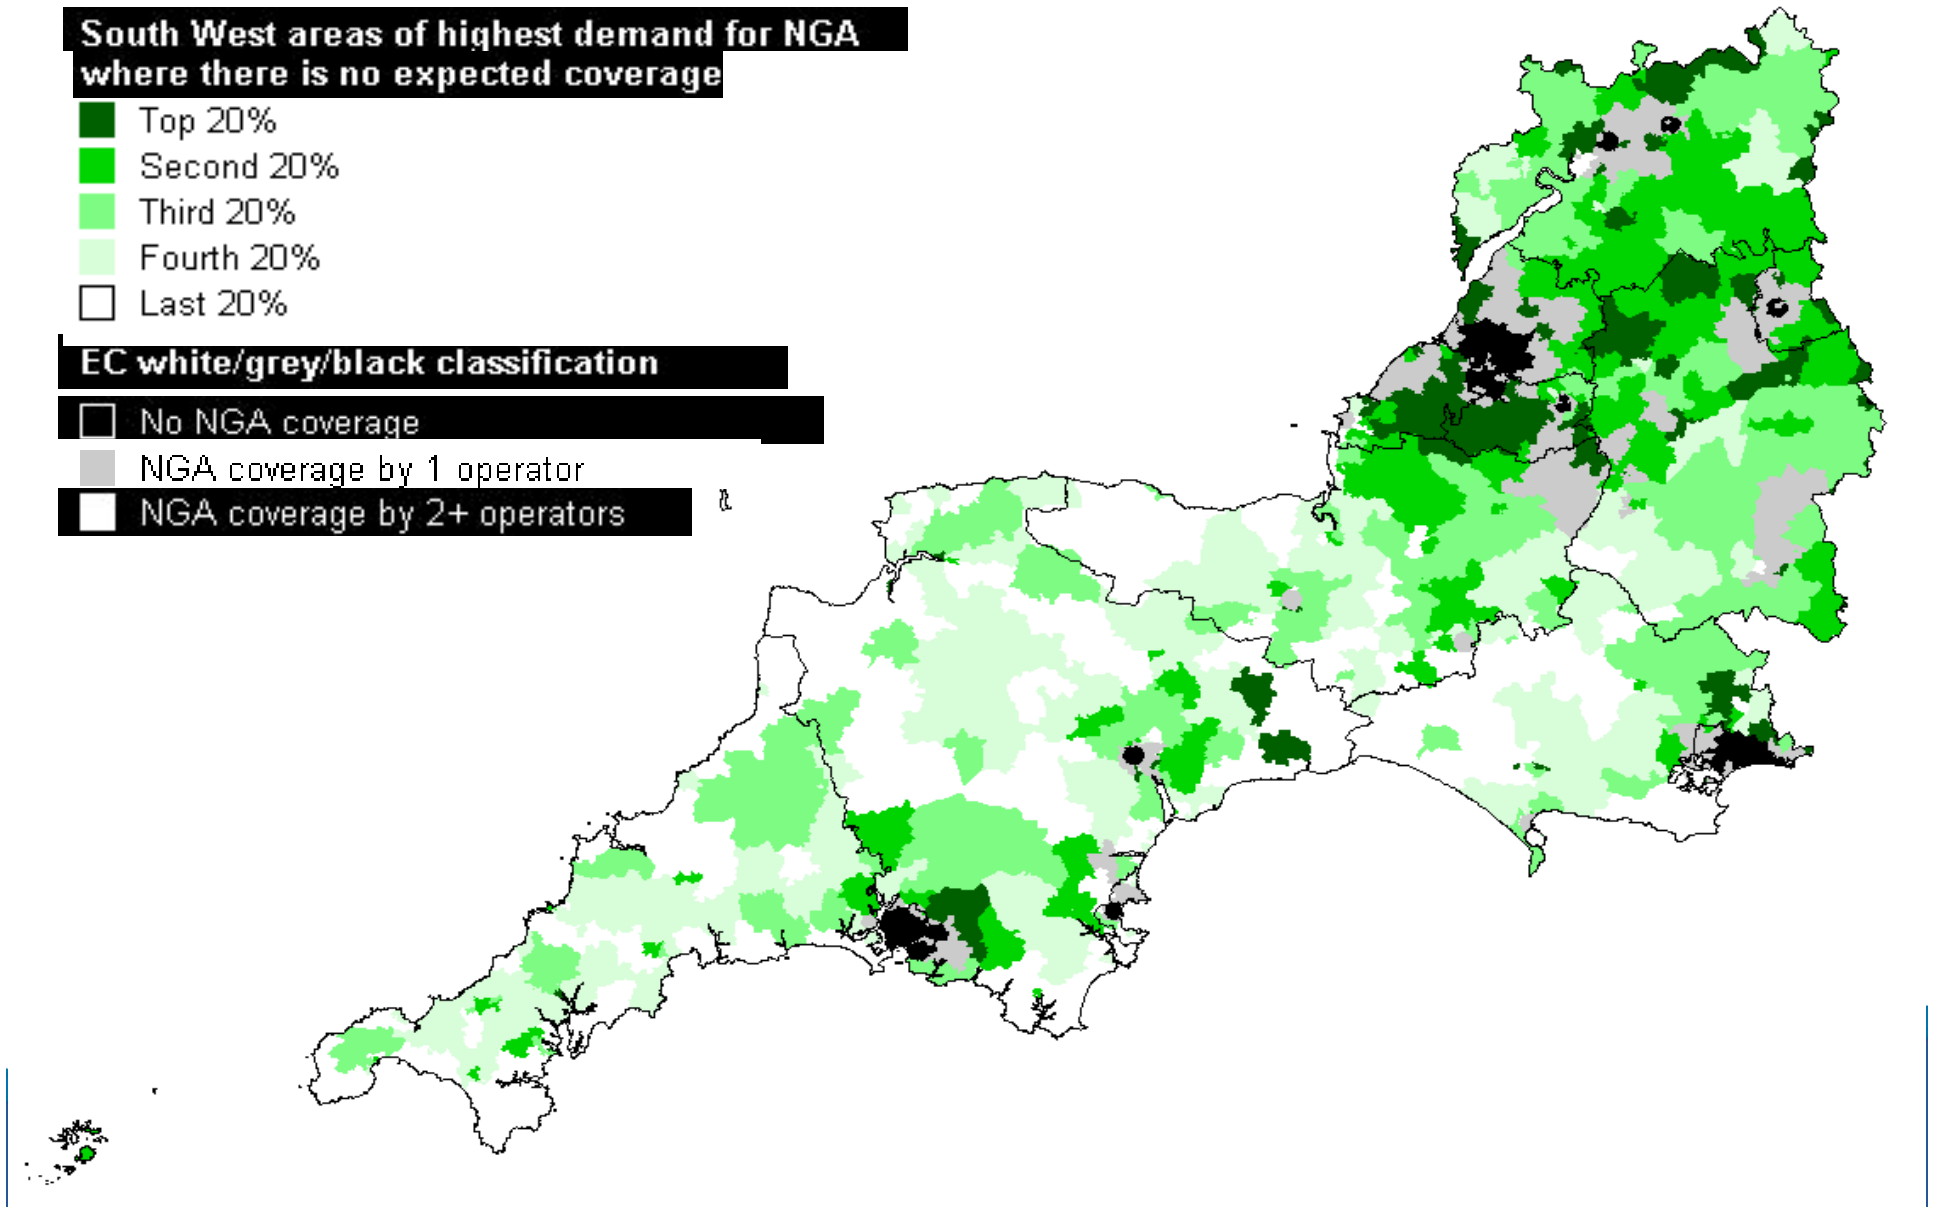 South West areas of highest demand for NGA
where there is no expected coverage
Top 20%
Second 20%
Third 20%
Fourth 20%
Last 20%
EC white/grey/black classification
No NGA coverage
NGA coverage by 1 operator
NGA coverage by 2+ operators